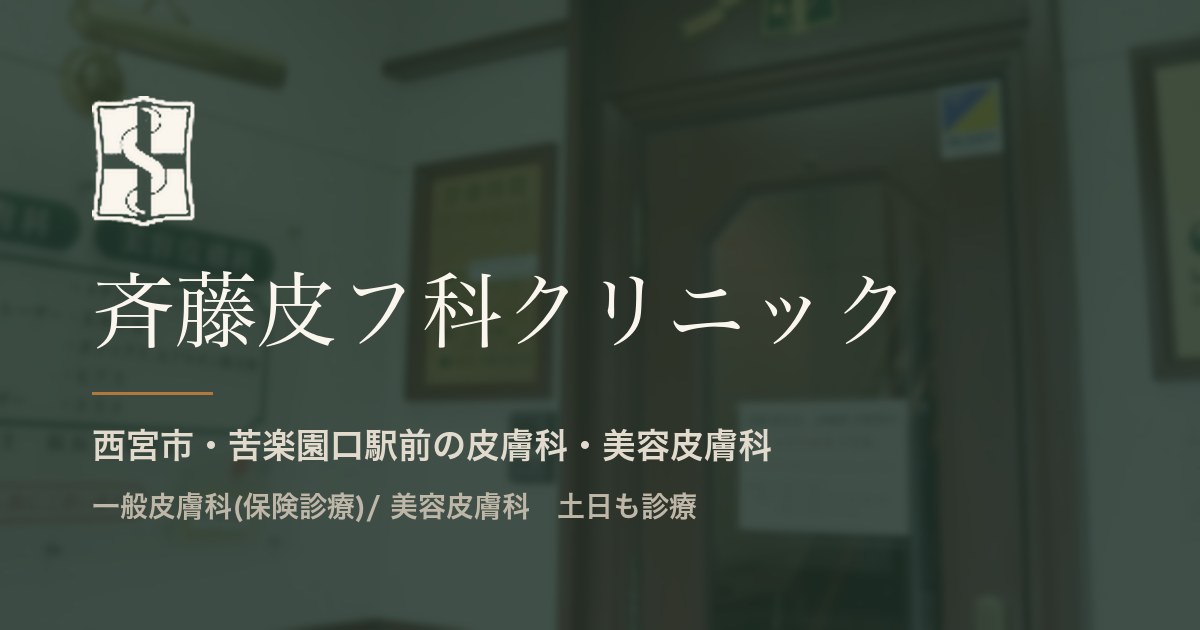 斉藤皮フ科クリニック
西宮市・苦楽園口駅前の皮膚科・美容皮膚科
一般皮膚科(保険診療)/ 美容皮膚科　土日も診療